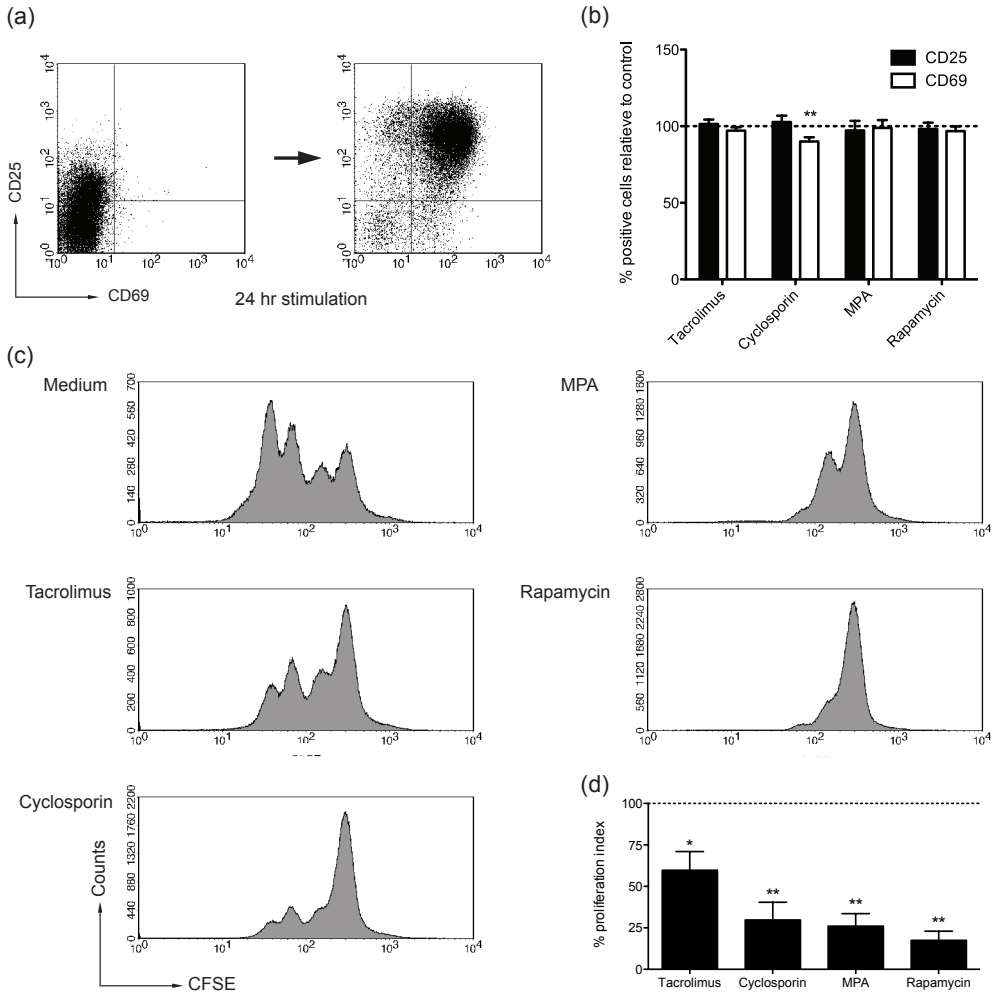 (a)
CD25
10^4
10^3
10^2
10^1
10^0
10^0 10^1 10^2 10^3 10^4
10^4
10^3
10^2
10^1
10^0
10^0 10^1 10^2 10^3 10^4
CD69
24 hr stimulation
(b)
% positive cells relatieve to control
150
100
50
0
CD25
CD69
**
Tacrolimus
Cyclosporin
MPA
Rapamycin
(c)
Medium
700
560
420
280
140
0
10^0 10^1 10^2 10^3 10^4
MPA
1600
1280
960
640
320
0
10^0 10^1 10^2 10^3 10^4
Tacrolimus
1000
800
600
400
200
0
10^0 10^1 10^2 10^3 10^4
Rapamycin
2800
2240
1680
1120
560
0
10^0 10^1 10^2 10^3 10^4
Cyclosporin
2200
1760
1320
880
440
0
10^0 10^1 10^2 10^3 10^4
Counts
CFSE
(d)
% proliferation index
100
75
50
25
0
*
**
**
**
Tacrolimus Cyclosporin MPA Rapamycin